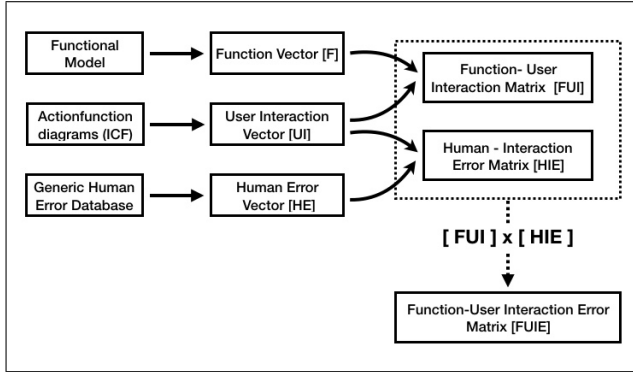 Functional
Model
Function Vector [F]
Function- User
Interaction Matrix [FUI]
Actionfunction
diagrams (ICF)
User Interaction
Vector [UI]
Human - Interaction
Error Matrix [HIE]
Generic Human
Error Database
Human Error
Vector [HE]
[ FUI ] x [ HIE ]
Function-User Interaction Error
Matrix [FUIE]